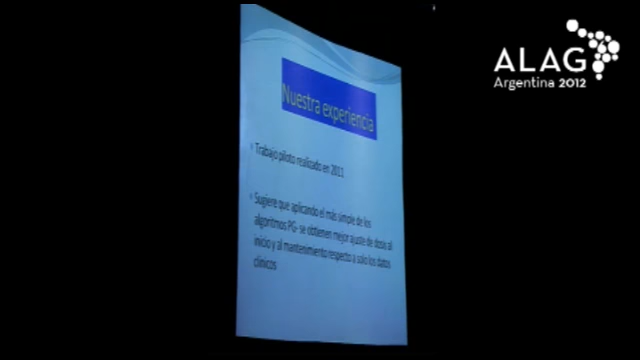 ALAG
Argentina 2012
Nuestra experiencia
Trabajo piloto realizado en 2011
Sugiere que aplicando el más simple de los
algoritmos PG- se obtienen mejor ajuste de dosis al
inicio y al mantenimiento respecto a solo los datos
clínicos